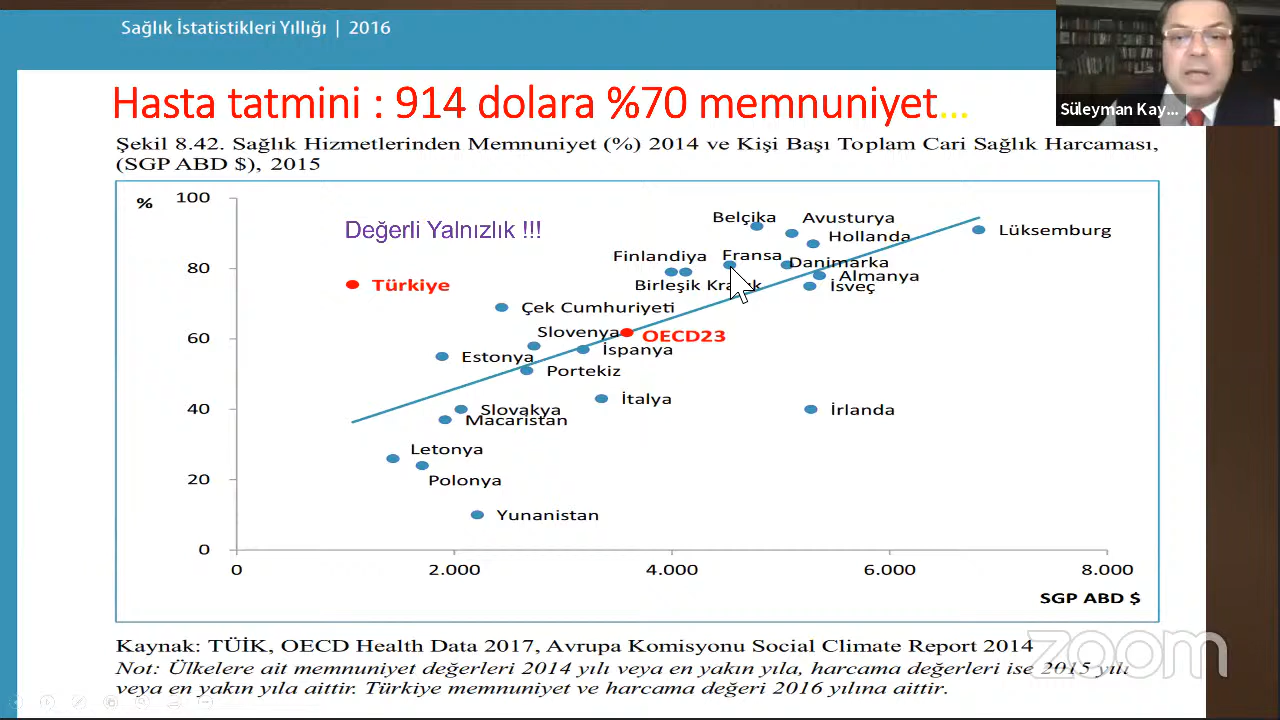 Sağlık İstatistikleri Yıllığı | 2016
Hasta tatmini : 914 dolara %70 memnuniyet...
Süleyman Kay...
Şekil 8.42. Sağlık Hizmetlerinden Memnuniyet (%) 2014 ve Kişi Başı Toplam Cari Sağlık Harcaması,
(SGP ABD $), 2015
%
100
80
60
40
20
0
Değerli Yalnızlık !!!
Belçika
Avusturya
Hollanda
Lüksemburg
Finlandiya
Fransa
Danimarka
Almanya
Türkiye
Birleşik
İsveç
Çek Cumhuriyeti
Slovenya
OECD23
Estonya
İspanya
Portekiz
İtalya
Slovakya
Macaristan
İrlanda
Letonya
Polonya
Yunanistan
0
2.000
4.000
6.000
8.000
SGP ABD $
Kaynak: TÜİK, OECD Health Data 2017, Avrupa Komisyonu Social Climate Report 2014
Not: Ülkelere ait memnuniyet değerleri 2014 yılı veya en yakın yıla, harcama değerleri ise 2015 yılı
veya en yakın yıla aittir. Türkiye memnuniyet ve harcama değeri 2016 yılına aittir.
zoom